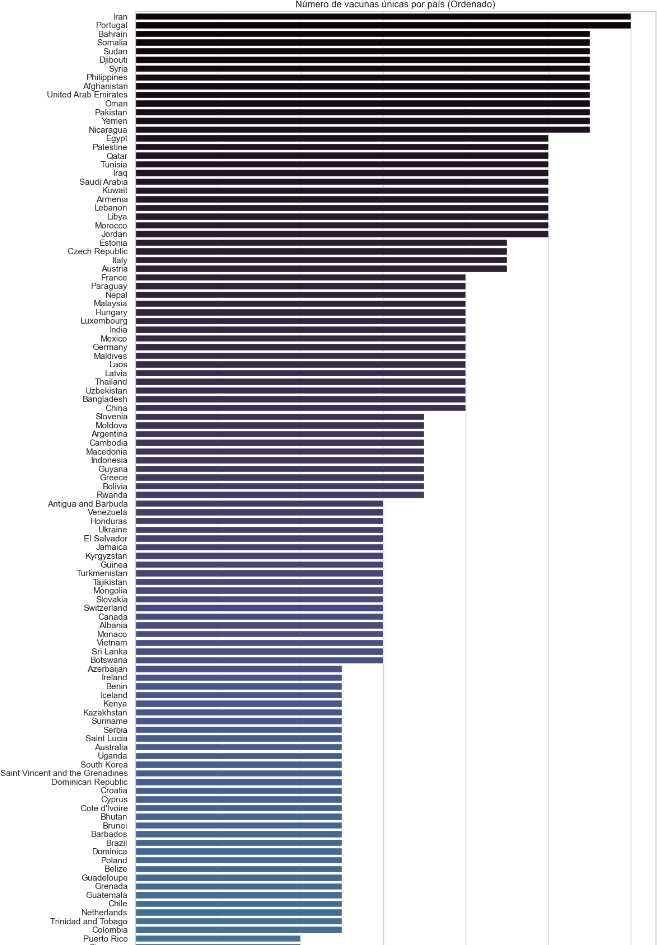 Número de vacunas únicas por país (Ordenado)
Iran
Portugal
Bahrain
Somalia
Sudan
Djibouti
Syria
Philippines
Afghanistan
United Arab Emirates
Oman
Pakistan
Yemen
Nicaragua
Egypt
Palestine
Qatar
Tunisia
Iraq
Saudi Arabia
Kuwait
Armenia
Lebanon
Libya
Morocco
Jordan
Estonia
Czech Republic
Italy
Austria
France
Paraguay
Nepal
Malaysia
Hungary
Luxembourg
India
Mexico
Germany
Maldives
Laos
Latvia
Thailand
Uzbekistan
Bangladesh
China
Slovenia
Moldova
Argentina
Cambodia
Macedonia
Indonesia
Guyana
Greece
Bolivia
Rwanda
Antigua and Barbuda
Venezuela
Honduras
Ukraine
El Salvador
Jamaica
Kyrgyzstan
Guinea
Turkmenistan
Tajikistan
Mongolia
Slovakia
Switzerland
Canada
Albania
Monaco
Vietnam
Sri Lanka
Botswana
Azerbaijan
Ireland
Benin
Iceland
Kenya
Kazakhstan
Suriname
Serbia
Saint Lucia
Australia
Uganda
South Korea
Saint Vincent and the Grenadines
Dominican Republic
Croatia
Cyprus
Cote d'Ivoire
Bhutan
Brunei
Barbados
Brazil
Dominica
Poland
Belize
Guadeloupe
Grenada
Guatemala
Chile
Netherlands
Trinidad and Tobago
Colombia
Puerto Rico